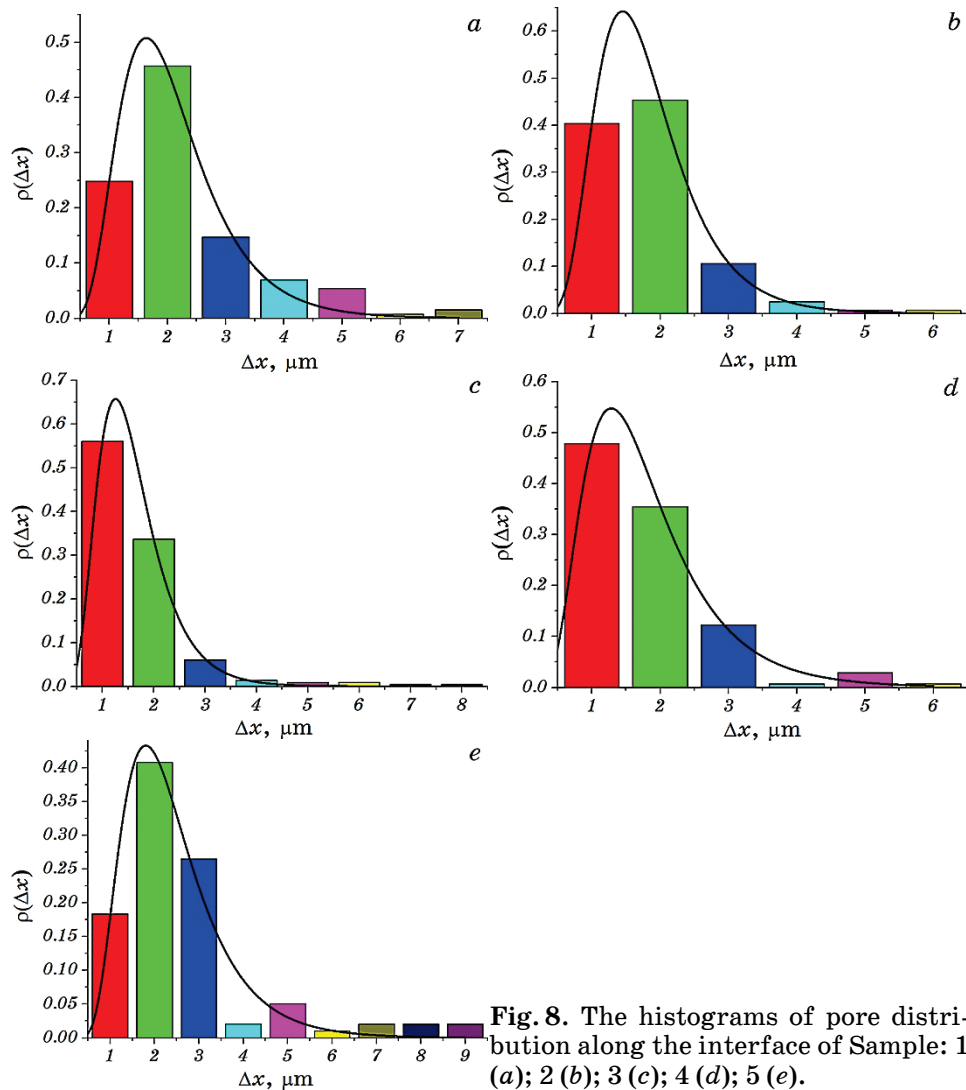 a
0.5
0.4
0.3
0.2
0.1
0.0
ρ(Δx)
1 2 3 4 5 6 7
Δx, μm
b
0.6
0.5
0.4
0.3
0.2
0.1
0.0
ρ(Δx)
1 2 3 4 5 6
Δx, μm
c
0.7
0.6
0.5
0.4
0.3
0.2
0.1
0.0
ρ(Δx)
1 2 3 4 5 6 7 8
Δx, μm
d
0.6
0.5
0.4
0.3
0.2
0.1
0.0
ρ(Δx)
1 2 3 4 5 6
Δx, μm
e
0.40
0.35
0.30
0.25
0.20
0.15
0.10
0.05
0.00
ρ(Δx)
1 2 3 4 5 6 7 8 9
Δx, μm
Fig. 8. The histograms of pore distri-
bution along the interface of Sample: 1
(a); 2 (b); 3 (c); 4 (d); 5 (e).